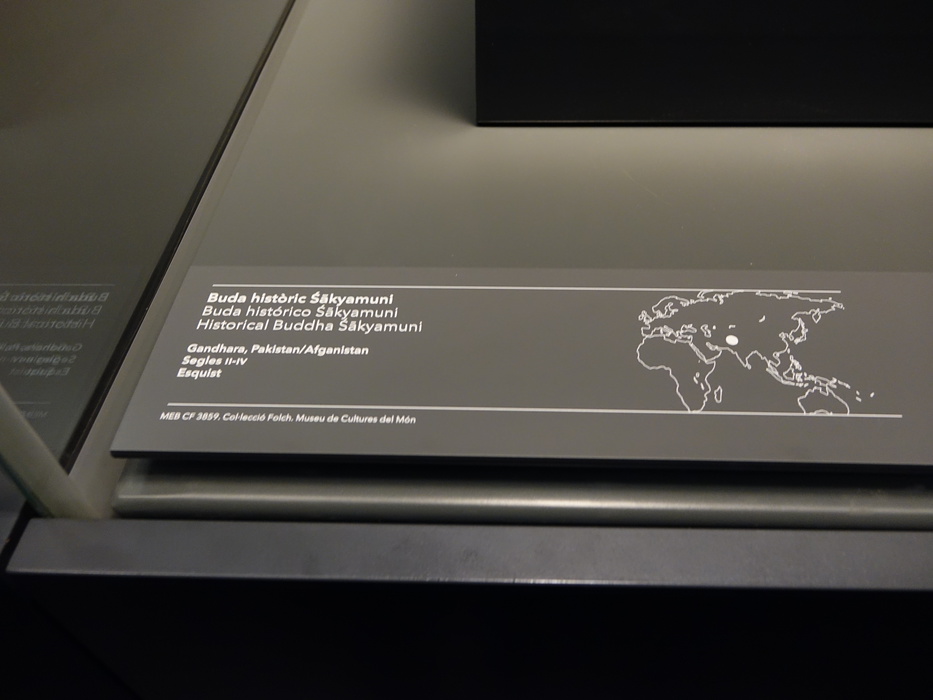 Buda històric Śākyamuni
Buda histórico Śākyamuni
Historical Buddha Śākyamuni
Gandhara, Pakistan/Afganistan
Segles II-IV
Esquist
MEB CF 3859. Col·lecció Folch. Museu de Cultures del Món